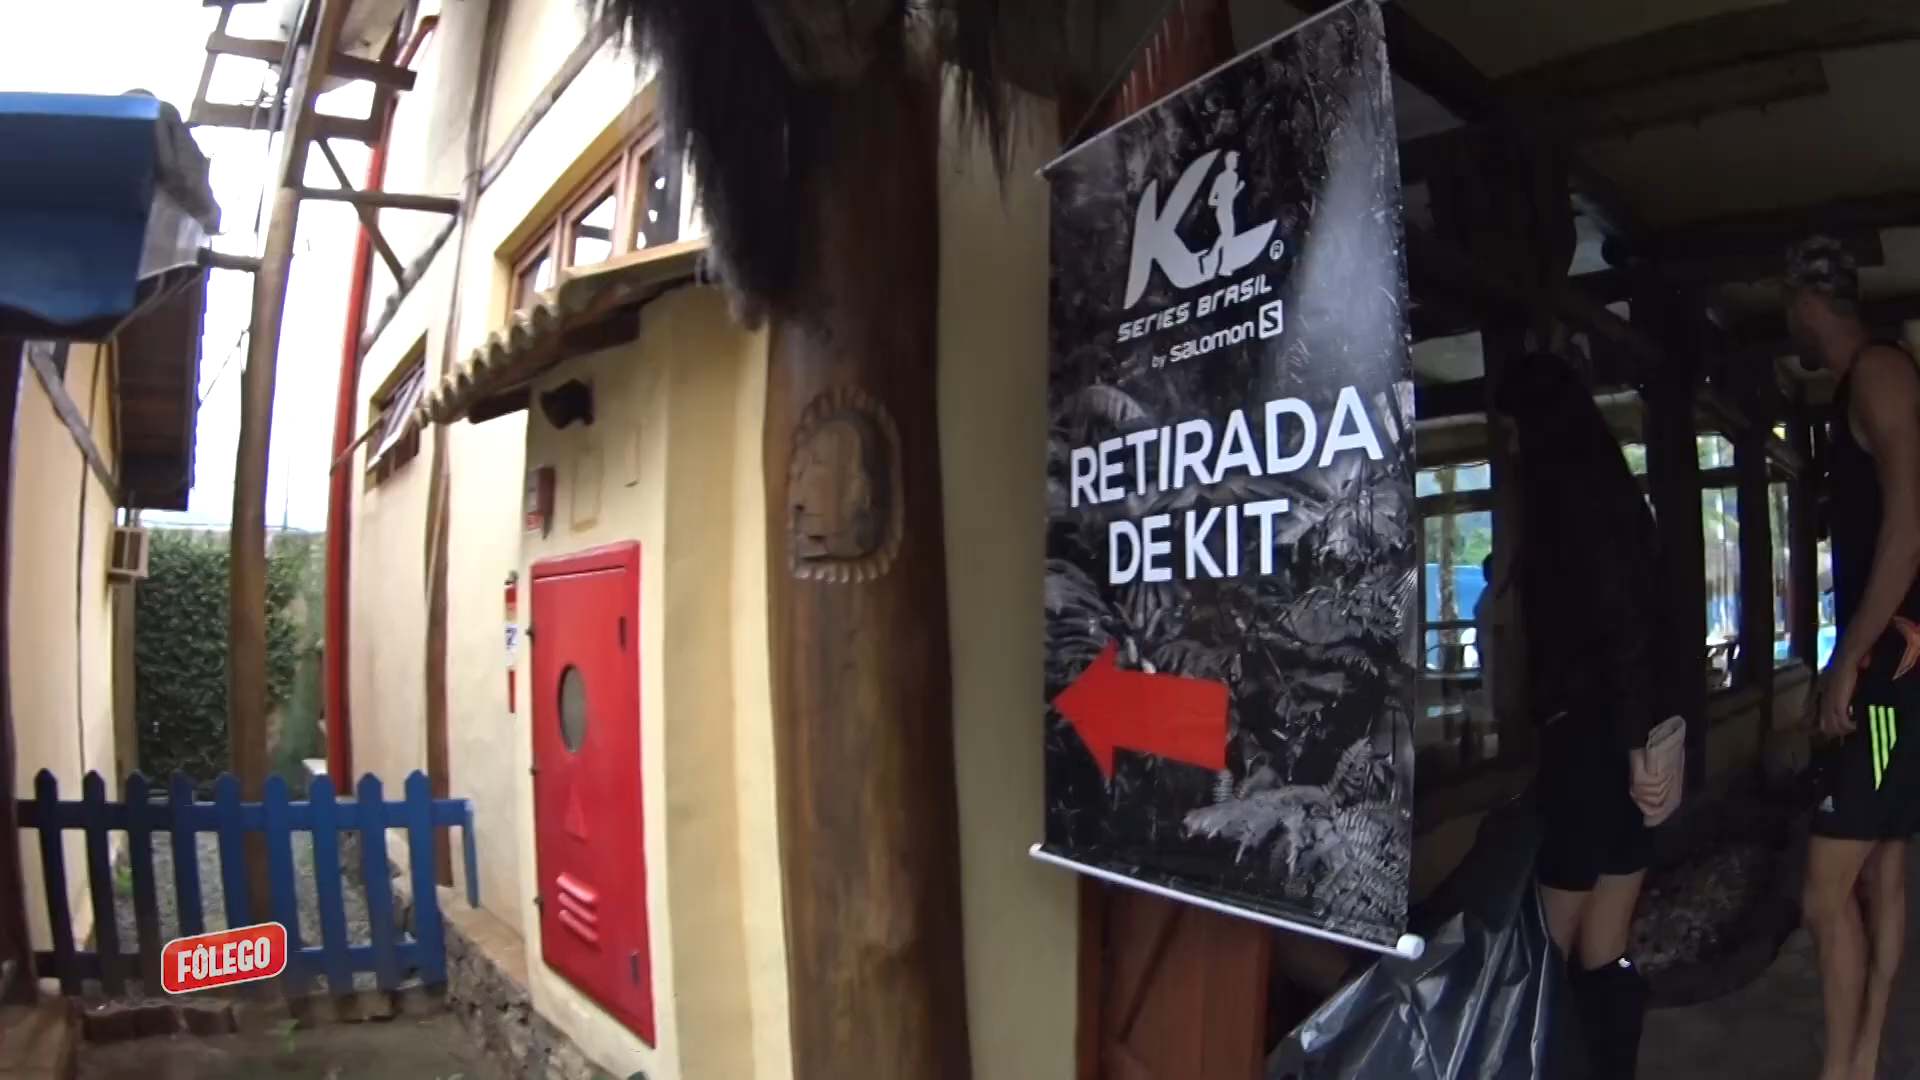 KL®
SERIES BRASIL
by salomon S
RETIRADA
DE KIT
FÔLEGO